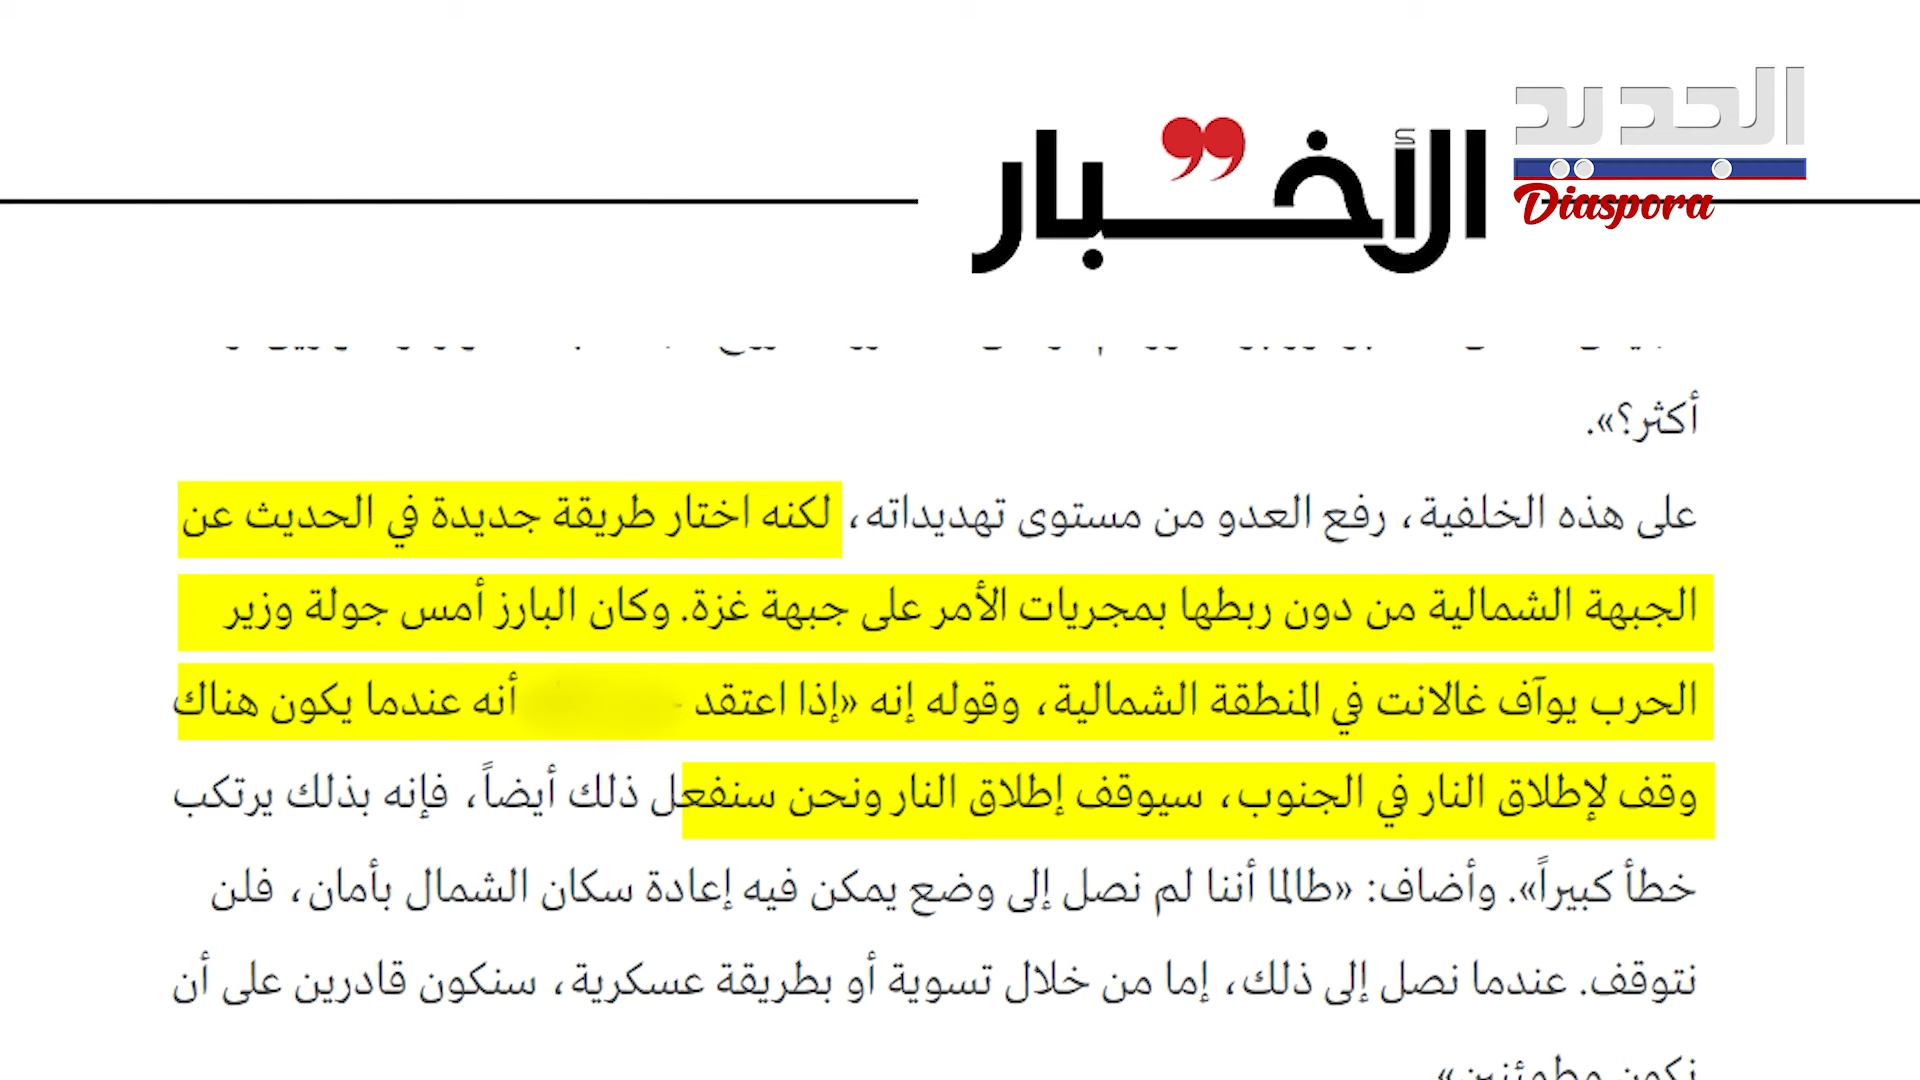 الجديد
Diaspora
الأخبار
أكثر؟».
على هذه الخلفية، رفع العدو من مستوى تهديداته، لكنه اختار طريقة جديدة في الحديث عن
الجبهة الشمالية من دون ربطها بمجريات الأمر على جبهة غزة. وكان البارز أمس جولة وزير
الحرب يوآف غالانت في المنطقة الشمالية، وقوله إنه «إذا اعتقد أنه عندما يكون هناك
وقف لإطلاق النار في الجنوب، سيوقف إطلاق النار ونحن سنفعل ذلك أيضاً، فإنه بذلك يرتكب
خطأ كبيراً». وأضاف: «طالما أننا لم نصل إلى وضع يمكن فيه إعادة سكان الشمال بأمان، فلن
نتوقف. عندما نصل إلى ذلك، إما من خلال تسوية أو بطريقة عسكرية، سنكون قادرين على أن